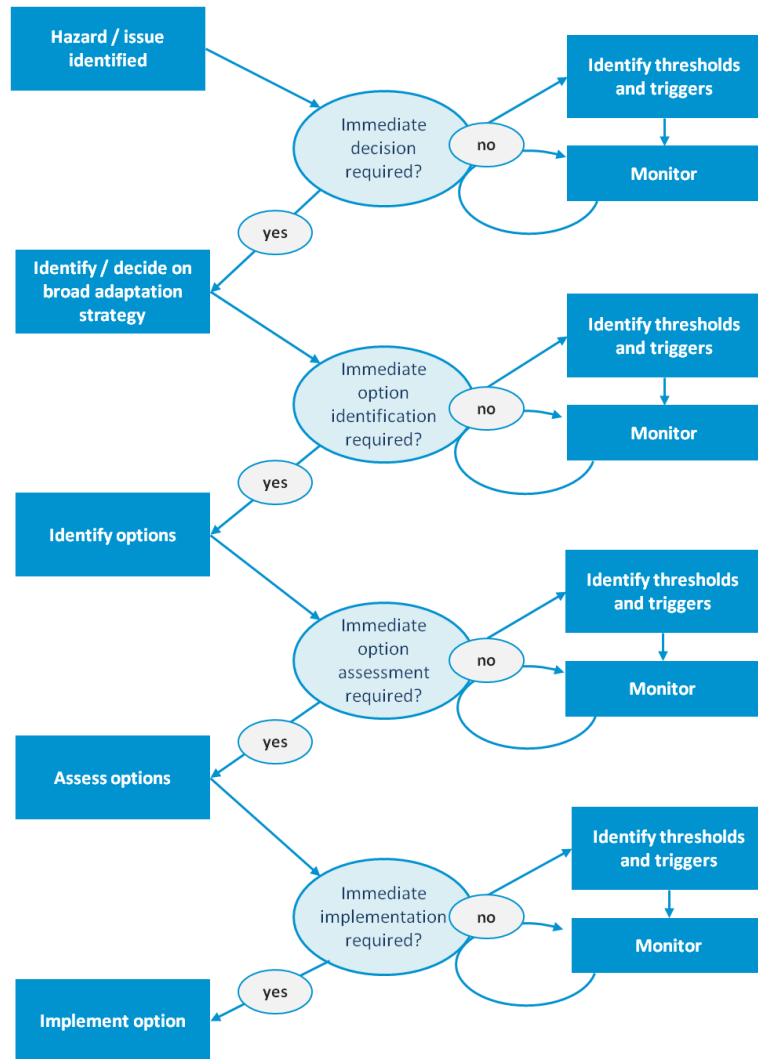 Hazard / issue
identified
Identify thresholds
and triggers
Immediate
decision
required?
no
Monitor
yes
Identify / decide on
broad adaptation
strategy
Identify thresholds
and triggers
Immediate
option
identification
required?
no
Monitor
yes
Identify options
Identify thresholds
and triggers
Immediate
option
assessment
required?
no
Monitor
yes
Assess options
Identify thresholds
and triggers
Immediate
implementation
required?
no
Monitor
yes
Implement option